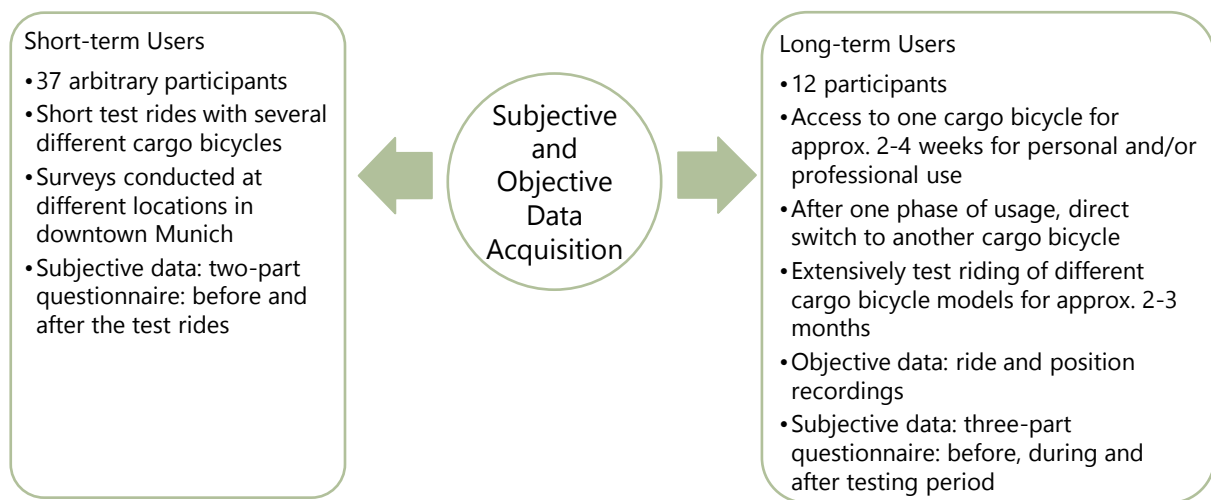 Short-term Users
•37 arbitrary participants
•Short test rides with several
different cargo bicycles
•Surveys conducted at
different locations in
downtown Munich
•Subjective data: two-part
questionnaire: before and
after the test rides
Subjective
and
Objective
Data
Acquisition
Long-term Users
•12 participants
•Access to one cargo bicycle for
approx. 2-4 weeks for personal and/or
professional use
•After one phase of usage, direct
switch to another cargo bicycle
•Extensively test riding of different
cargo bicycle models for approx. 2-3
months
•Objective data: ride and position
recordings
•Subjective data: three-part
questionnaire: before, during and
after testing period